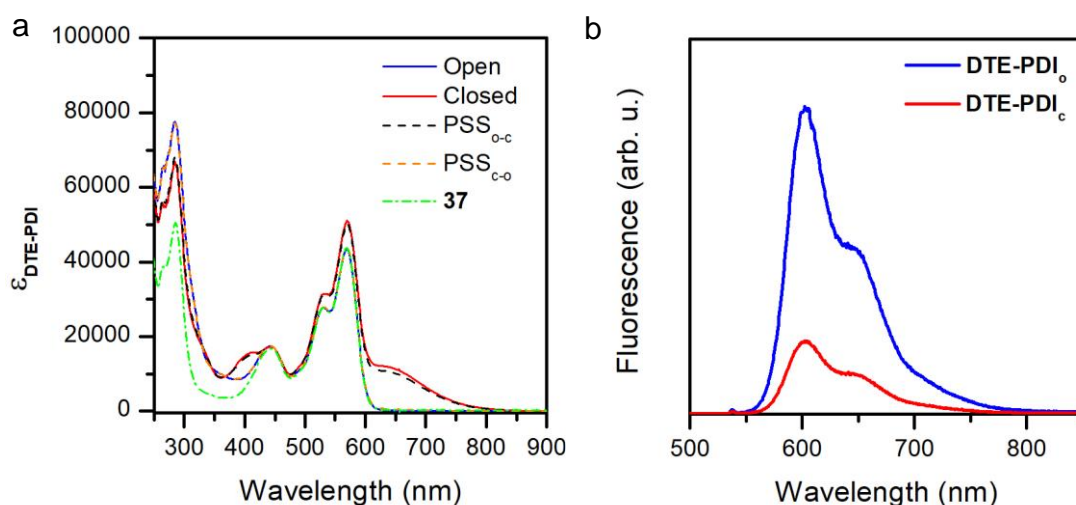 a
100000
80000
60000
40000
20000
0
εDTE-PDI
Open
Closed
PSSo-c
PSSc-o
37
300 400 500 600 700 800 900
Wavelength (nm)
b
Fluorescence (arb. u.)
DTE-PDIo
DTE-PDIc
500 600 700 800
Wavelength (nm)